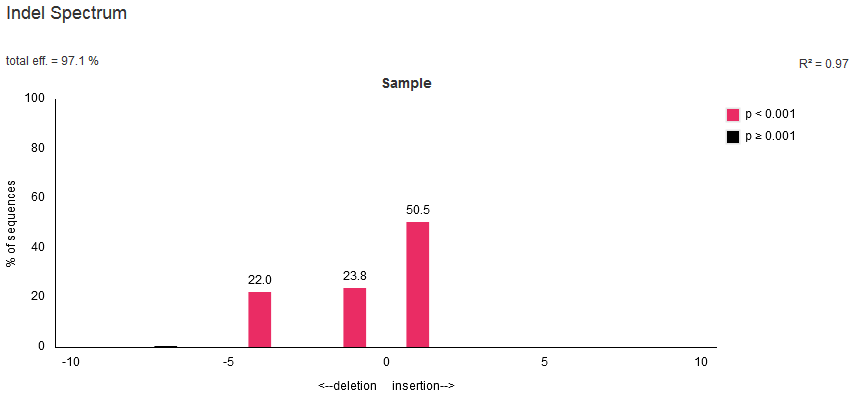 Indel Spectrum
total eff. = 97.1 %
R² = 0.97
Sample
p < 0.001
p ≥ 0.001
% of sequences
100
80
60
40
20
0
22.0
23.8
50.5
-10 -5 0 5 10
<--deletion insertion-->